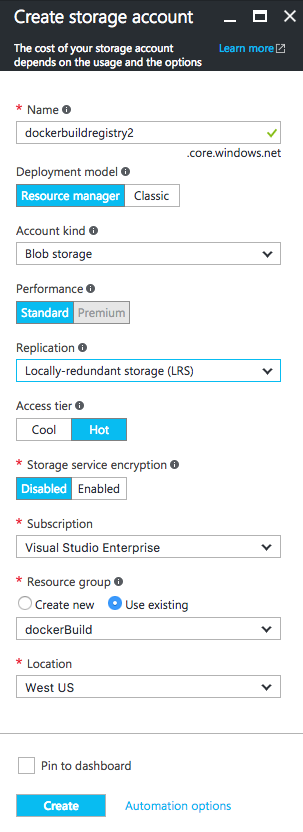 Create storage account
The cost of your storage account Learn more
depends on the usage and the options
* Name
dockerbuildregistry2
.core.windows.net
Deployment model
Resource manager Classic
Account kind
Blob storage
Performance
Standard Premium
Replication
Locally-redundant storage (LRS)
Access tier
Cool Hot
* Storage service encryption
Disabled Enabled
* Subscription
Visual Studio Enterprise
* Resource group
Create new Use existing
dockerBuild
* Location
West US
Pin to dashboard
Create Automation options